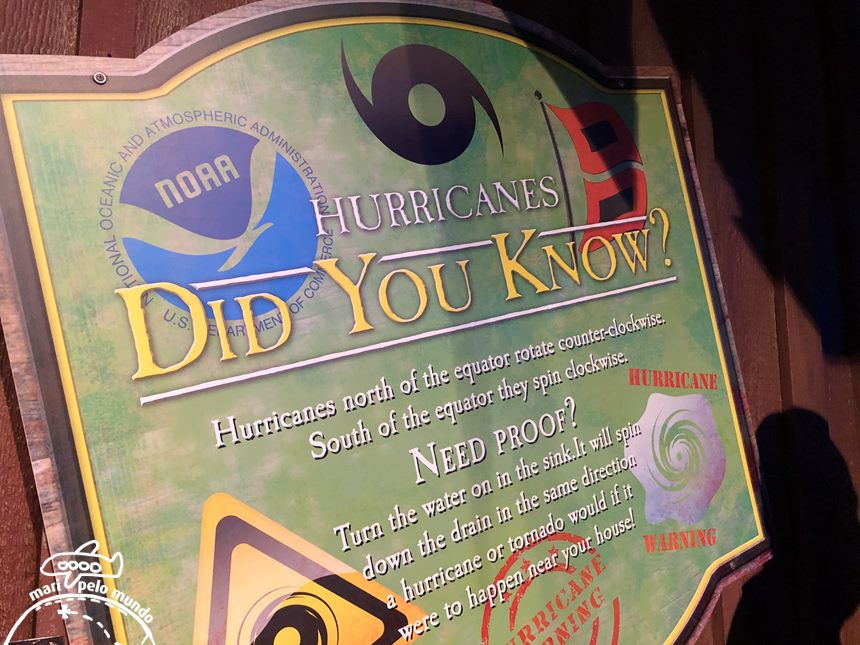 NATIONAL OCEANIC AND ATMOSPHERIC ADMINISTRATION
NOAA
U.S. DEPARTMENT OF COMMERCE
HURRICANES
DID YOU KNOW?
Hurricanes north of the equator rotate counter-clockwise.
South of the equator they spin clockwise.
NEED PROOF?
Turn the water on in the sink.It will spin
down the drain in the same direction
a hurricane or tornado would if it
were to happen near your house!
HURRICANE
WARNING
HURRICANE
WARNING
mari pelo mundo